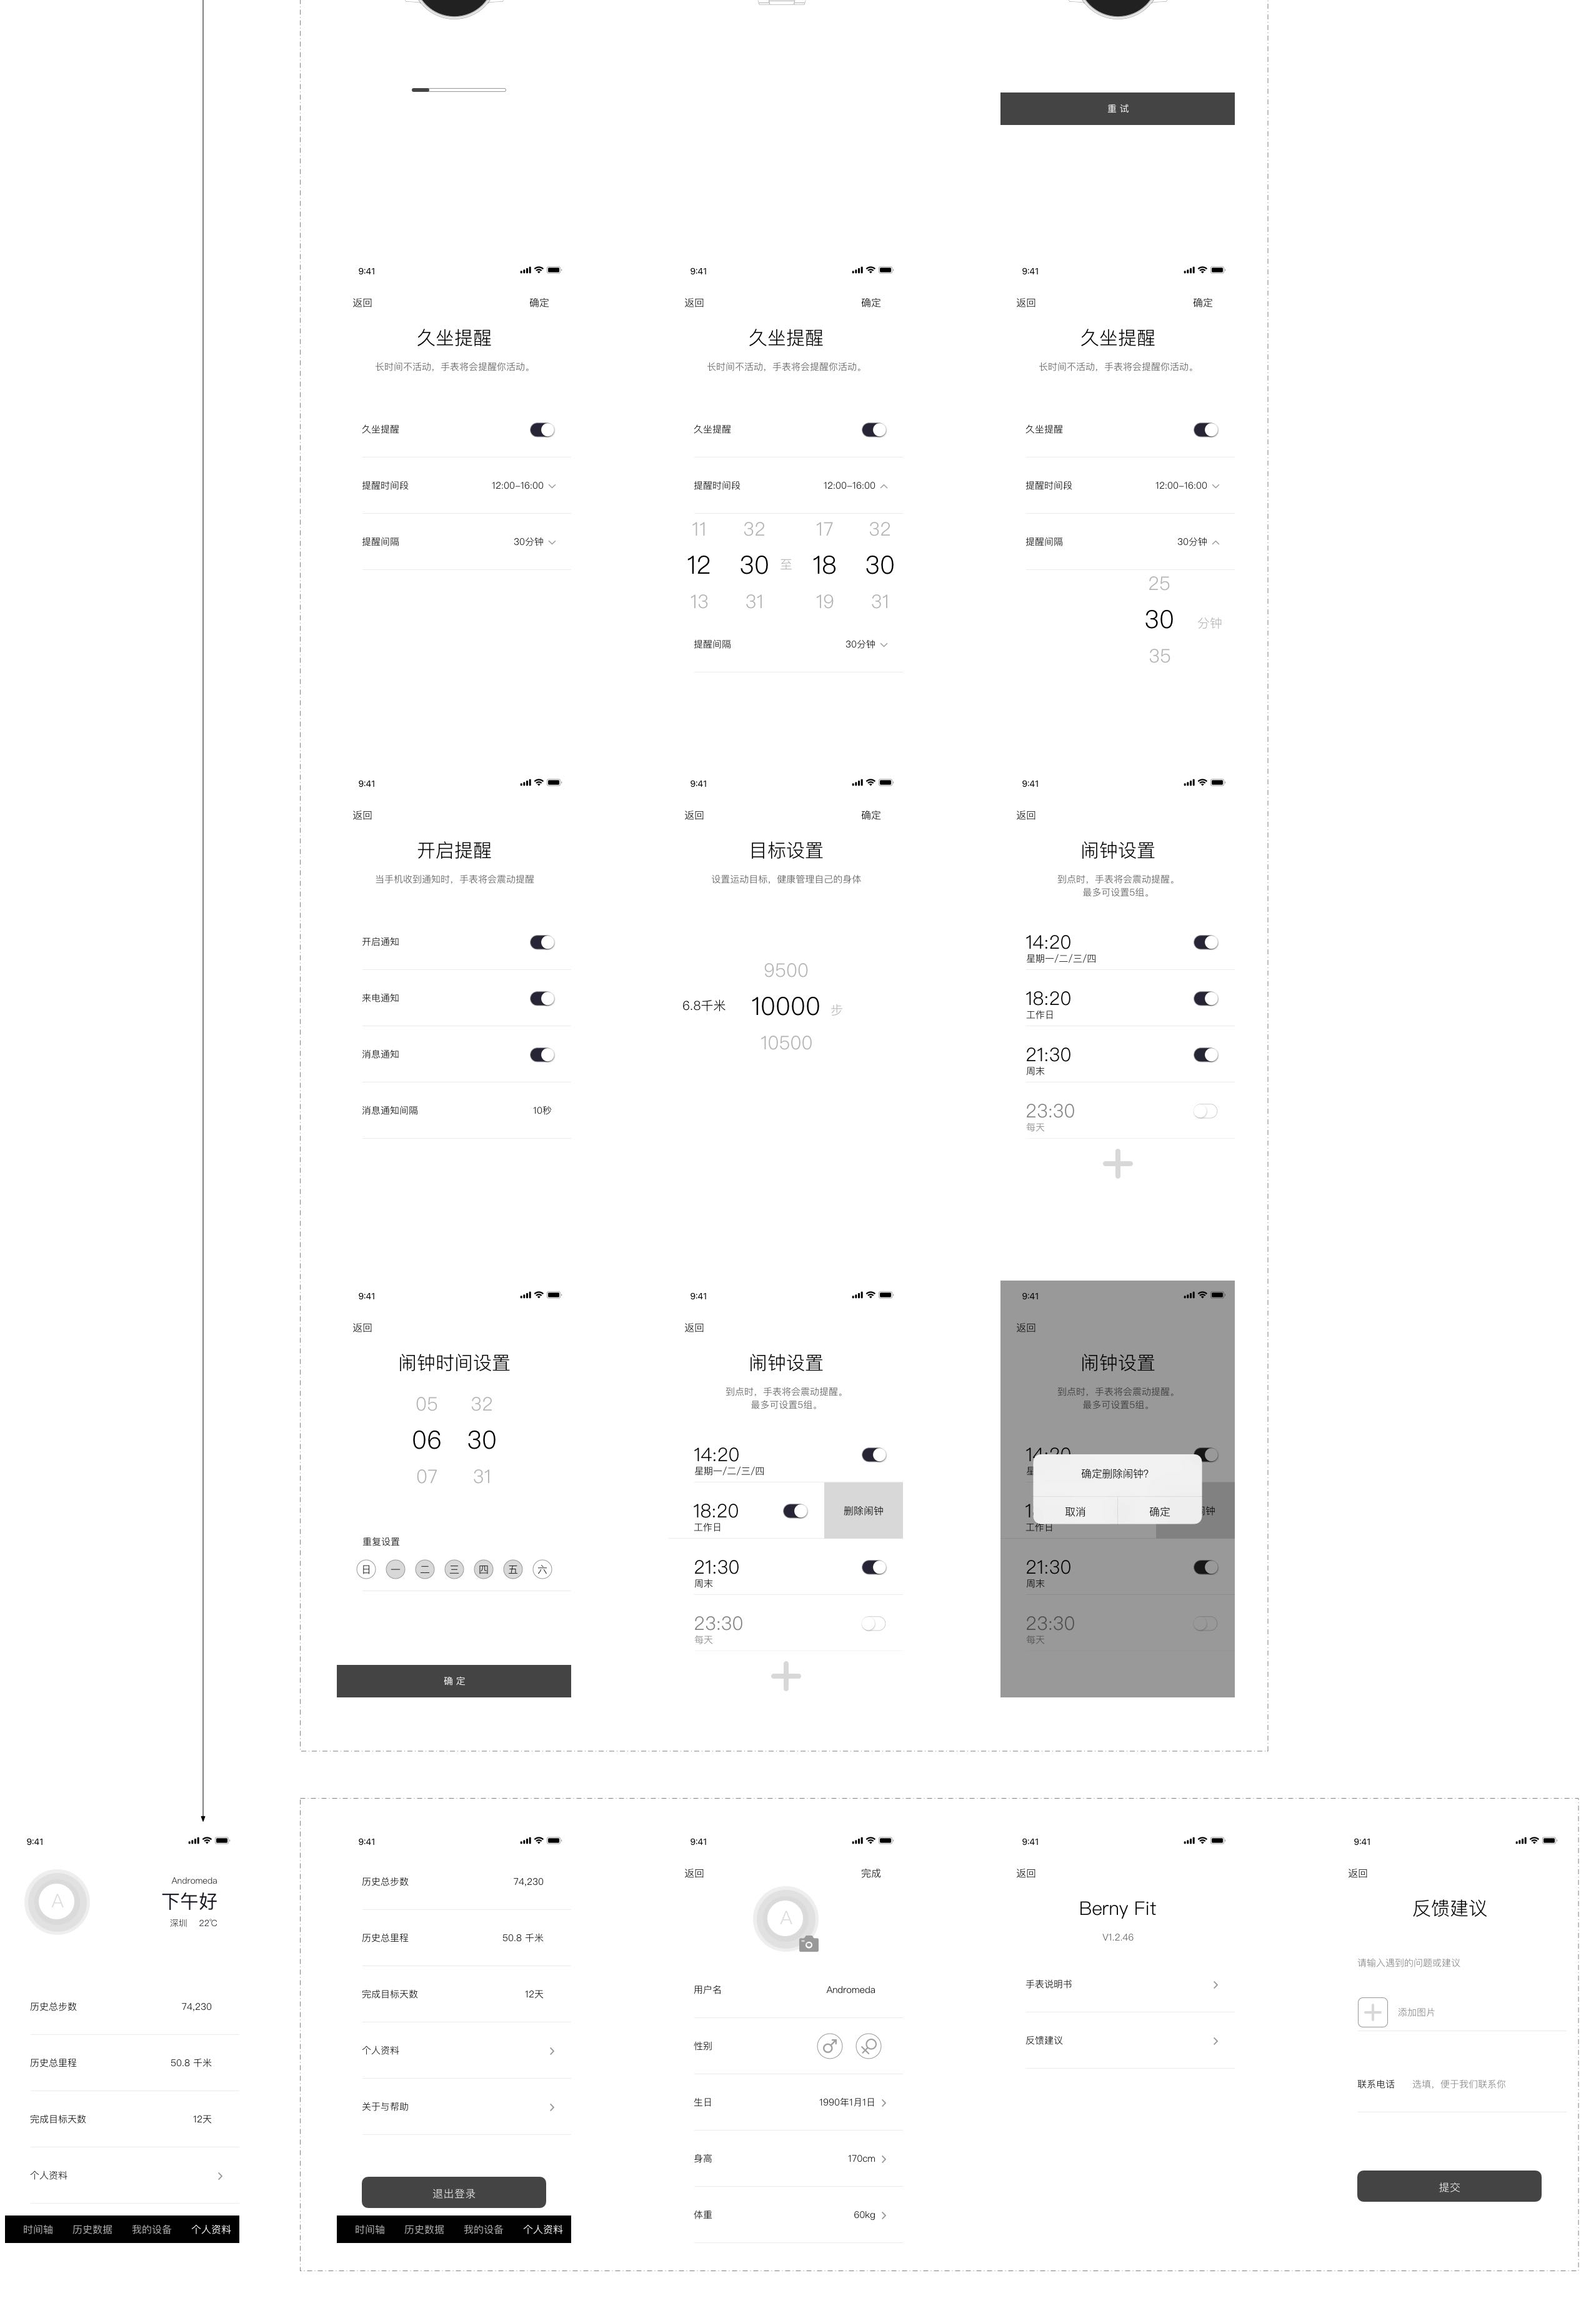 重 试
9:41
返回 确定
久坐提醒
长时间不活动，手表将会提醒你活动。
久坐提醒
提醒时间段 12:00-16:00
提醒间隔 30分钟
9:41
返回 确定
久坐提醒
长时间不活动，手表将会提醒你活动。
久坐提醒
提醒时间段 12:00-16:00
11 32 17 32
12 30 至 18 30
13 31 19 31
提醒间隔 30分钟
9:41
返回 确定
久坐提醒
长时间不活动，手表将会提醒你活动。
久坐提醒
提醒时间段 12:00-16:00
提醒间隔 30分钟
25
30 分钟
35
9:41
返回
开启提醒
当手机收到通知时，手表将会震动提醒
开启通知
来电通知
消息通知
消息通知间隔 10秒
9:41
返回 确定
目标设置
设置运动目标，健康管理自己的身体
9500
6.8千米 10000 步
10500
9:41
返回
闹钟设置
到点时，手表将会震动提醒。
最多可设置5组。
14:20
星期一/二/三/四
18:20
工作日
21:30
周末
23:30
每天
9:41
返回
闹钟时间设置
05 32
06 30
07 31
重复设置
日 一 二 三 四 五 六
确 定
9:41
返回
闹钟设置
到点时，手表将会震动提醒。
最多可设置5组。
14:20
星期一/二/三/四
18:20 删除闹钟
工作日
21:30
周末
23:30
每天
9:41
返回
闹钟设置
到点时，手表将会震动提醒。
最多可设置5组。
14:20
确定删除闹钟？
取消 确定
钟
工作日
21:30
周末
23:30
每天
9:41
A
Andromeda
下午好
深圳 22℃
历史总步数 74,230
历史总里程 50.8 千米
完成目标天数 12天
个人资料
时间轴 历史数据 我的设备 个人资料
9:41
历史总步数 74,230
历史总里程 50.8 千米
完成目标天数 12天
个人资料
关于与帮助
退出登录
时间轴 历史数据 我的设备 个人资料
9:41
返回 完成
A
用户名 Andromeda
性别
生日 1990年1月1日
身高 170cm
体重 60kg
9:41
返回
Berny Fit
V1.2.46
手表说明书
反馈建议
9:41
返回
反馈建议
请输入遇到的问题或建议
添加图片
联系电话 选填，便于我们联系你
提交